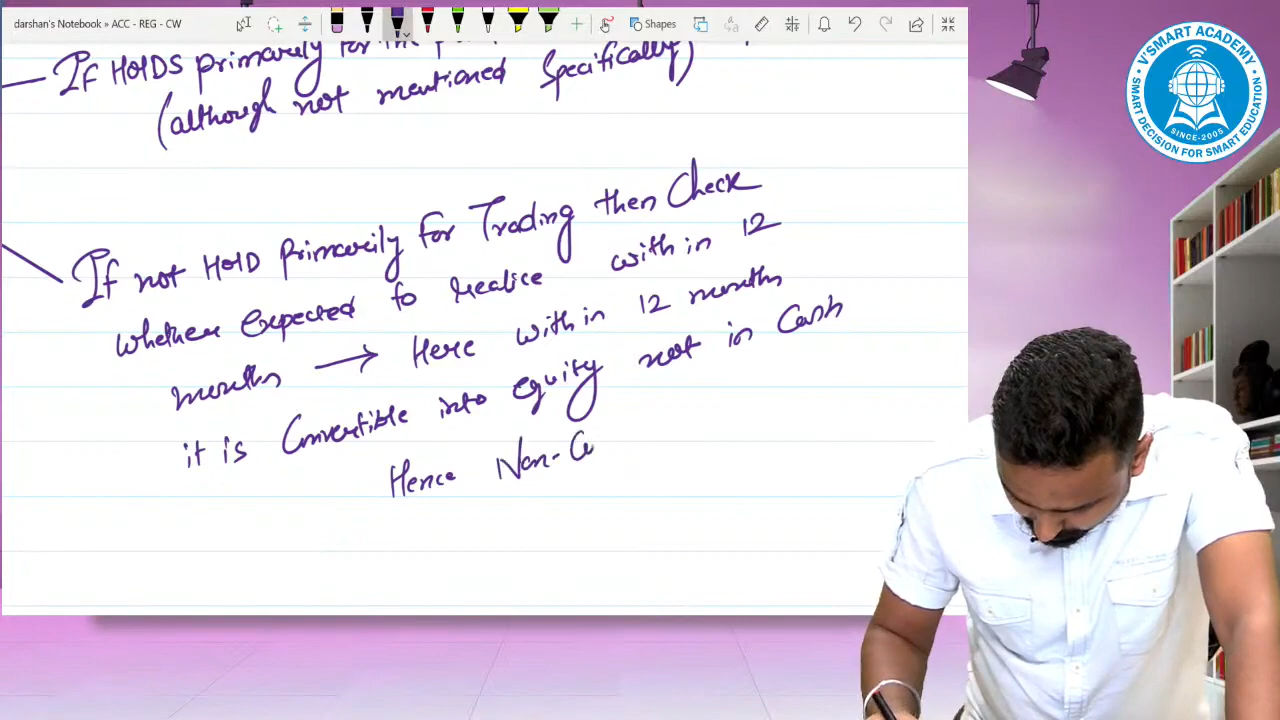 darshan's Notebook » ACC - REG - CW
Shapes
If HOLDS primarily for the
(although not mentioned Specifically)
If not HOLD Primarily for Trading then Check
whether Expected to realice with in 12
months → Here with in 12 months
it is Convertible into equity not in Cash
Hence Non-C
V'SMART ACADEMY
SINCE-2005
SMART DECISION FOR SMART EDUCATION